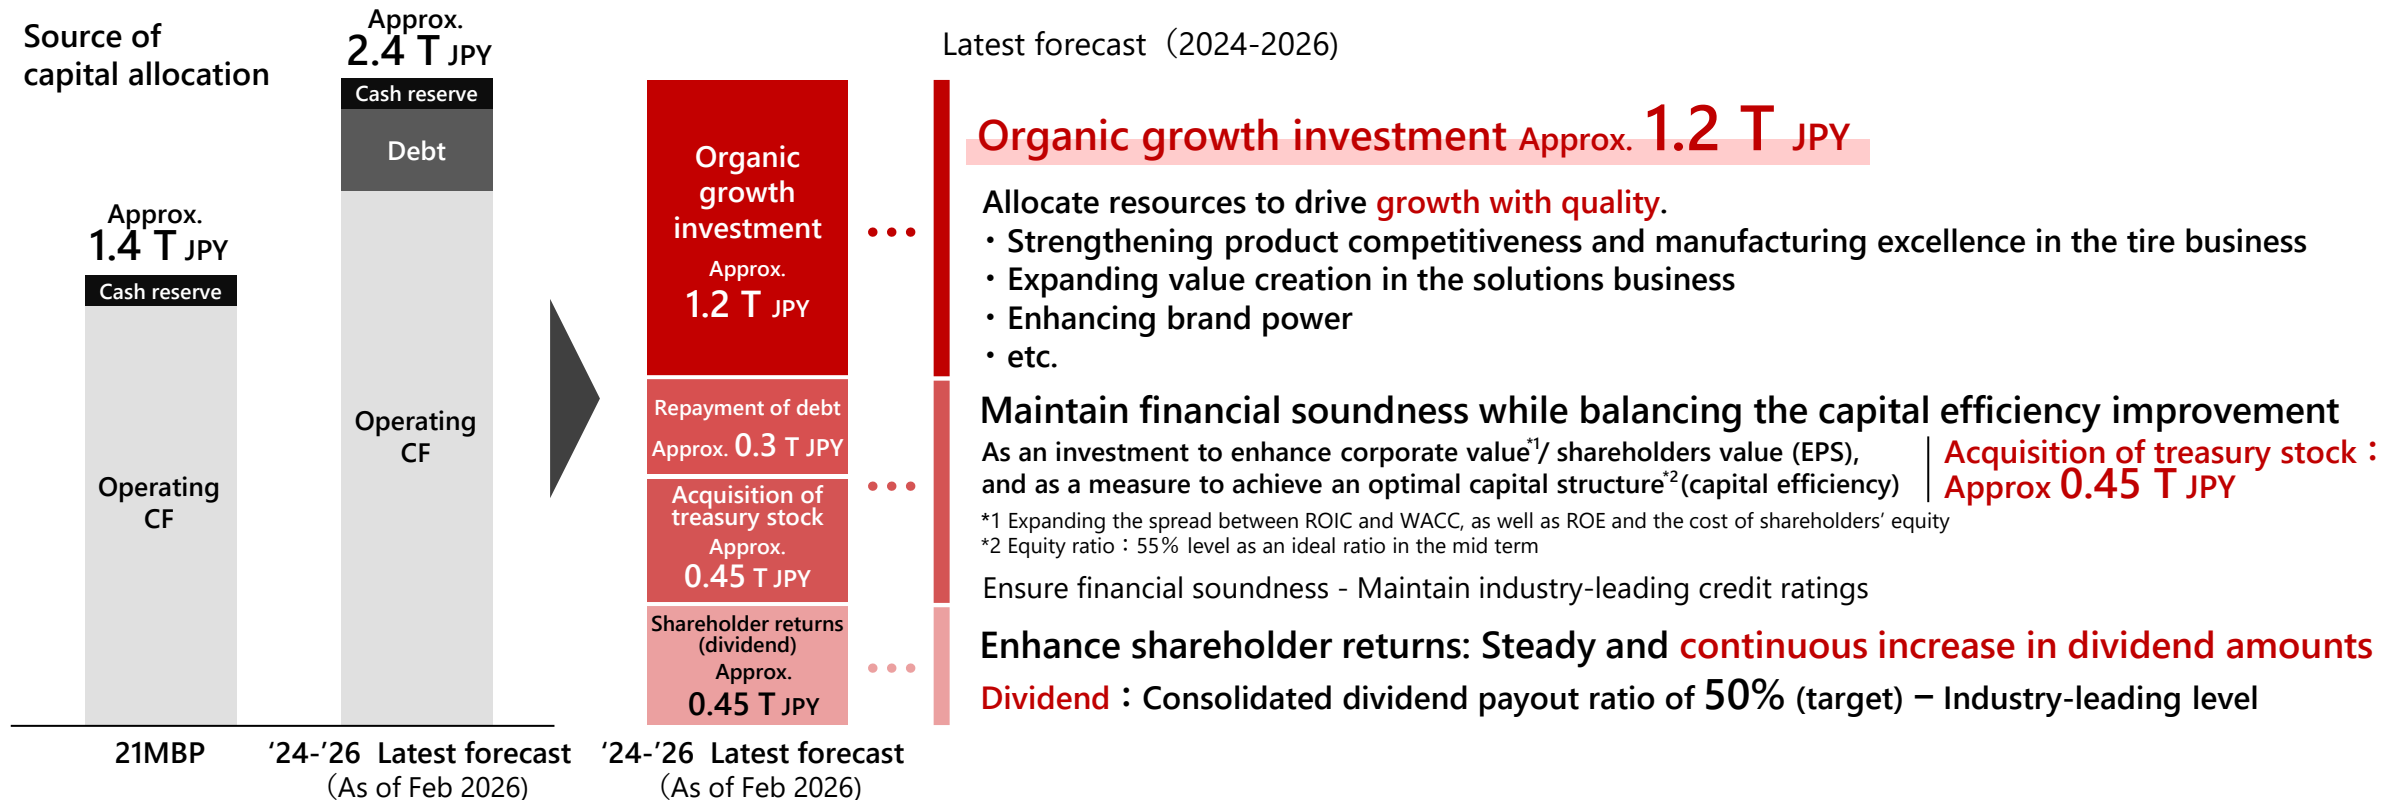 Source of
capital allocation
Approx.
1.4 T JPY
Cash reserve
Operating
CF
21MBP
Approx.
2.4 T JPY
Cash reserve
Debt
Operating
CF
‘24-’26 Latest forecast
（As of Feb 2026)
Organic
growth
investment
Approx.
1.2 T JPY
Repayment of debt
Approx. 0.3 T JPY
Acquisition of
treasury stock
Approx.
0.45 T JPY
Shareholder returns
(dividend)
Approx.
0.45 T JPY
‘24-’26 Latest forecast
（As of Feb 2026)
Latest forecast（2024-2026)
Organic growth investment Approx. 1.2 T JPY
Allocate resources to drive growth with quality.
・Strengthening product competitiveness and manufacturing excellence in the tire business
・Expanding value creation in the solutions business
・Enhancing brand power
・etc.
Maintain financial soundness while balancing the capital efficiency improvement
As an investment to enhance corporate value*1/ shareholders value (EPS),
and as a measure to achieve an optimal capital structure*2(capital efficiency)
Acquisition of treasury stock：
Approx 0.45 T JPY
*1 Expanding the spread between ROIC and WACC, as well as ROE and the cost of shareholders’ equity
*2 Equity ratio：55% level as an ideal ratio in the mid term
Ensure financial soundness - Maintain industry-leading credit ratings
Enhance shareholder returns: Steady and continuous increase in dividend amounts
Dividend：Consolidated dividend payout ratio of 50% (target) – Industry-leading level